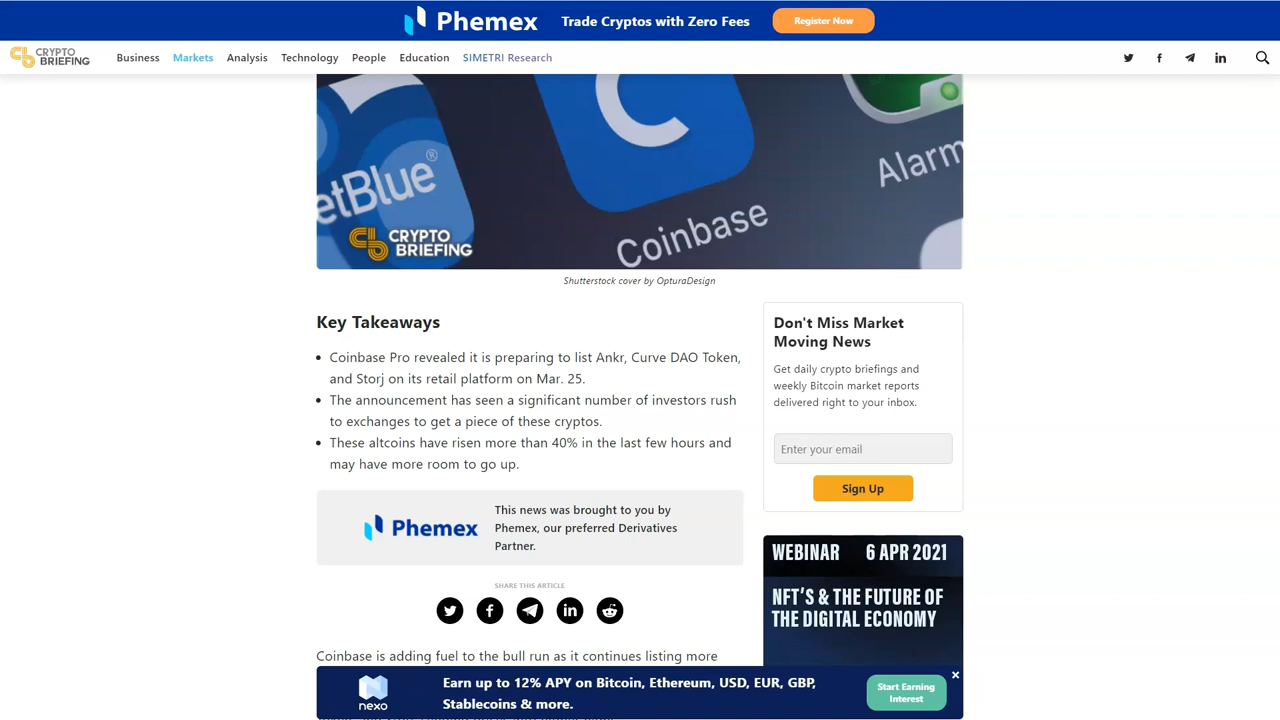 Phemex Trade Cryptos with Zero Fees Register Now
CRYPTO
BRIEFING
Business Markets Analysis Technology People Education SIMETRI Research
etBlue®
Coinbase
Alarm
CRYPTO
BRIEFING
Shutterstock cover by OpturaDesign
Key Takeaways
• Coinbase Pro revealed it is preparing to list Ankr, Curve DAO Token,
and Storj on its retail platform on Mar. 25.
• The announcement has seen a significant number of investors rush
to exchanges to get a piece of these cryptos.
• These altcoins have risen more than 40% in the last few hours and
may have more room to go up.
Phemex
This news was brought to you by
Phemex, our preferred Derivatives
Partner.
SHARE THIS ARTICLE
Coinbase is adding fuel to the bull run as it continues listing more
Don't Miss Market
Moving News
Get daily crypto briefings and
weekly Bitcoin market reports
delivered right to your inbox.
Enter your email
Sign Up
WEBINAR 6 APR 2021
NFT'S & THE FUTURE OF
THE DIGITAL ECONOMY
nexo
Earn up to 12% APY on Bitcoin, Ethereum, USD, EUR, GBP,
Stablecoins & more.
Start Earning
Interest